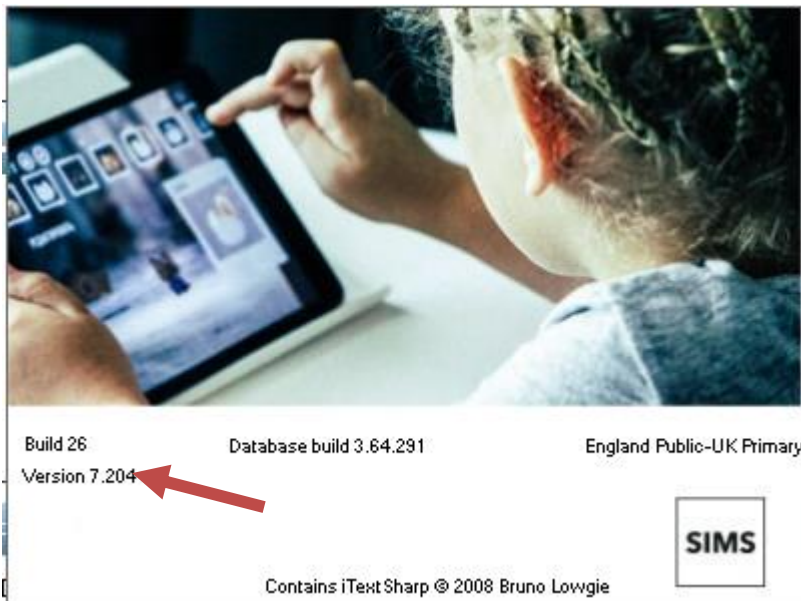 Build 26 Database build 3.64.291 England Public-UK Primary
Version 7.204
SIMS
Contains iTextSharp © 2008 Bruno Lowgie